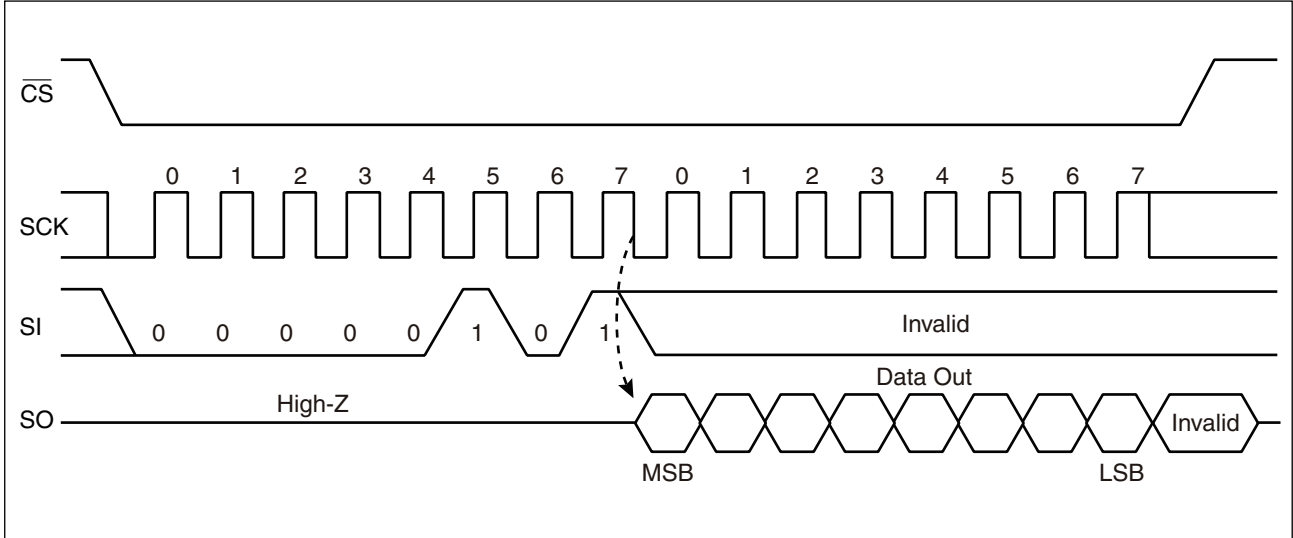 C̅S̅
0 1 2 3 4 5 6 7 0 1 2 3 4 5 6 7
SCK
SI 0 0 0 0 0 1 0 1 Invalid
Data Out
High-Z
SO Invalid
MSB LSB